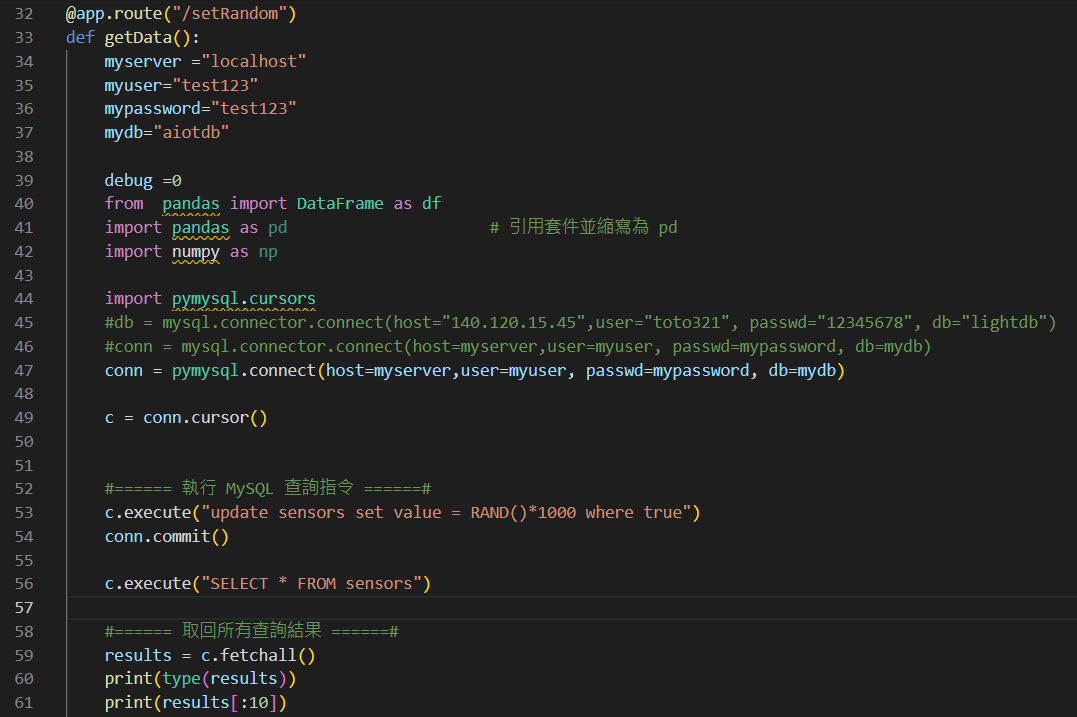 32 @app.route("/setRandom")
33 def getData():
34     myserver ="localhost"
35     myuser="test123"
36     mypassword="test123"
37     mydb="aiotdb"
38
39     debug =0
40     from  pandas import DataFrame as df
41     import pandas as pd                     # 引用套件並縮寫為 pd
42     import numpy as np
43
44     import pymysql.cursors
45     #db = mysql.connector.connect(host="140.120.15.45",user="toto321", passwd="12345678", db="lightdb")
46     #conn = mysql.connector.connect(host=myserver,user=myuser, passwd=mypassword, db=mydb)
47     conn = pymysql.connect(host=myserver,user=myuser, passwd=mypassword, db=mydb)
48
49     c = conn.cursor()
50
51
52     #====== 執行 MySQL 查詢指令 ======#
53     c.execute("update sensors set value = RAND()*1000 where true")
54     conn.commit()
55
56     c.execute("SELECT * FROM sensors")
57
58     #====== 取回所有查詢結果 ======#
59     results = c.fetchall()
60     print(type(results))
61     print(results[:10])